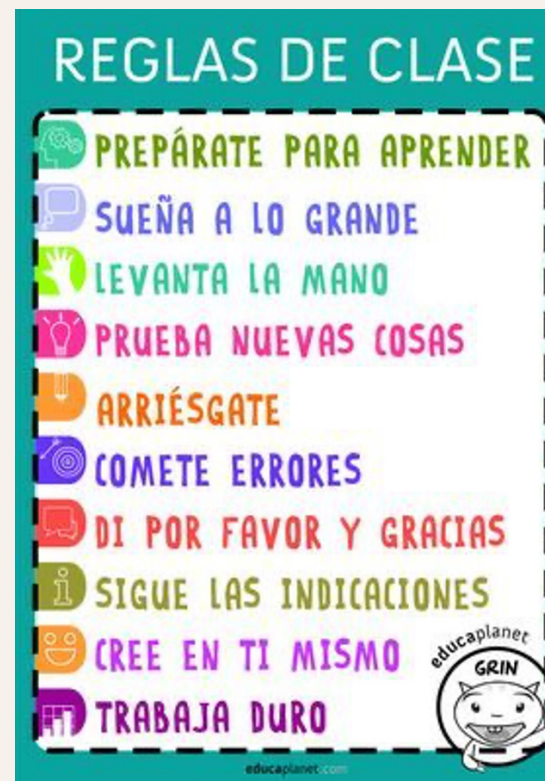 REGLAS DE CLASE
PREPÁRATE PARA APRENDER
SUEÑA A LO GRANDE
LEVANTA LA MANO
PRUEBA NUEVAS COSAS
ARRIÉSGATE
COMETE ERRORES
DI POR FAVOR Y GRACIAS
SIGUE LAS INDICACIONES
CREE EN TI MISMO
TRABAJA DURO
educaplanet
GRIN
educaplanet.com